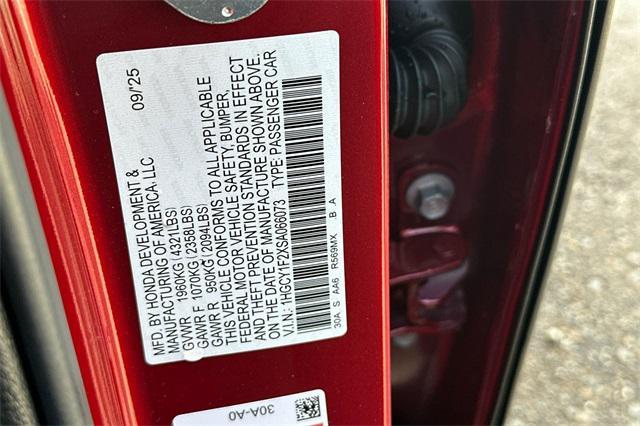 MFD. BY HONDA DEVELOPMENT & 09/25
MANUFACTURING OF AMERICA, LLC
GVWR 1960KG (4321LBS)
GAWR F 1070KG (2358LBS)
GAWR R 950KG (2094LBS)
THIS VEHICLE CONFORMS TO ALL APPLICABLE
FEDERAL MOTOR VEHICLE SAFETY, BUMPER,
AND THEFT PREVENTION STANDARDS IN EFFECT
ON THE DATE OF MANUFACTURE SHOWN ABOVE.
V.I.N.: 1HGCY1F2XSA066073 TYPE: PASSENGER CAR
30A S AA6 R569MX B A
30A-A0